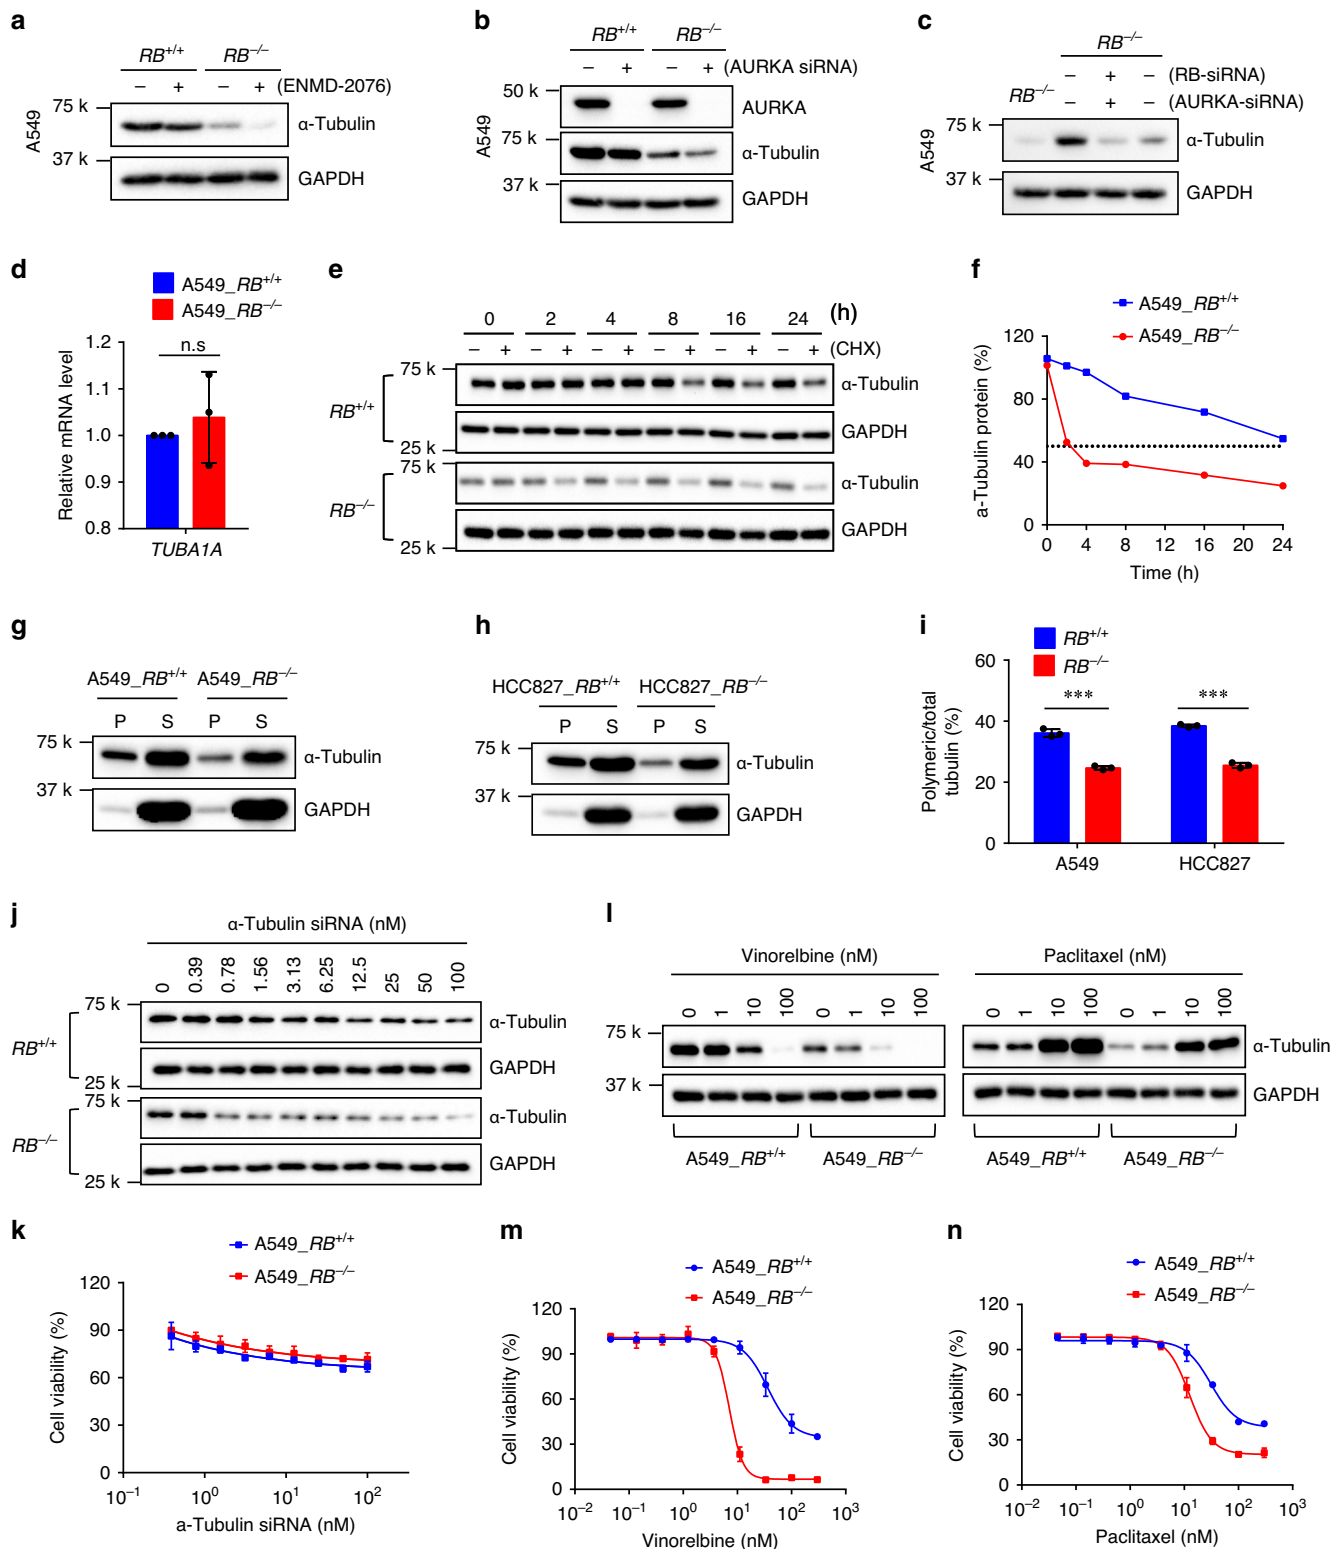 a
RB+/+ RB–/–
– + – + (ENMD-2076)
75 k
α-Tubulin
A549
37 k
GAPDH
b
RB+/+ RB–/–
– + – + (AURKA siRNA)
50 k
AURKA
A549
75 k
α-Tubulin
37 k
GAPDH
c
RB–/–
– + – (RB-siRNA)
RB–/– – + – (AURKA-siRNA)
75 k
α-Tubulin
A549
37 k
GAPDH
d
A549_RB+/+
A549_RB–/–
n.s
Relative mRNA level
1.2
1.1
1.0
0.9
0.8
TUBA1A
e
0 2 4 8 16 24 (h)
– + – + – + – + – + – + (CHX)
75 k
α-Tubulin
RB+/+
GAPDH
25 k
75 k
α-Tubulin
RB–/–
GAPDH
25 k
f
A549_RB+/+
A549_RB–/–
a-Tubulin protein (%)
120
80
40
0
0 4 8 12 16 20 24
Time (h)
g
A549_RB+/+ A549_RB–/–
P S P S
75 k
α-Tubulin
37 k
GAPDH
h
HCC827_RB+/+ HCC827_RB–/–
P S P S
75 k
α-Tubulin
37 k
GAPDH
i
RB+/+
RB–/–
Polymeric/total
tubulin (%)
60
40
20
0
*** ***
A549 HCC827
j
α-Tubulin siRNA (nM)
0 0.39 0.78 1.56 3.13 6.25 12.5 25 50 100
75 k
α-Tubulin
RB+/+
GAPDH
25 k
75 k
α-Tubulin
RB–/–
GAPDH
25 k
l
Vinorelbine (nM) Paclitaxel (nM)
0 1 10 100 0 1 10 100 0 1 10 100 0 1 10 100
75 k
α-Tubulin
37 k
GAPDH
A549_RB+/+ A549_RB–/– A549_RB+/+ A549_RB–/–
k
A549_RB+/+
A549_RB–/–
Cell viability (%)
120
90
60
30
0
10–1 100 101 102
a-Tubulin siRNA (nM)
m
A549_RB+/+
A549_RB–/–
Cell viability (%)
120
90
60
30
0
10–2 10–1 100 101 102 103
Vinorelbine (nM)
n
A549_RB+/+
A549_RB–/–
Cell viability (%)
120
90
60
30
0
10–2 10–1 100 101 102 103
Paclitaxel (nM)